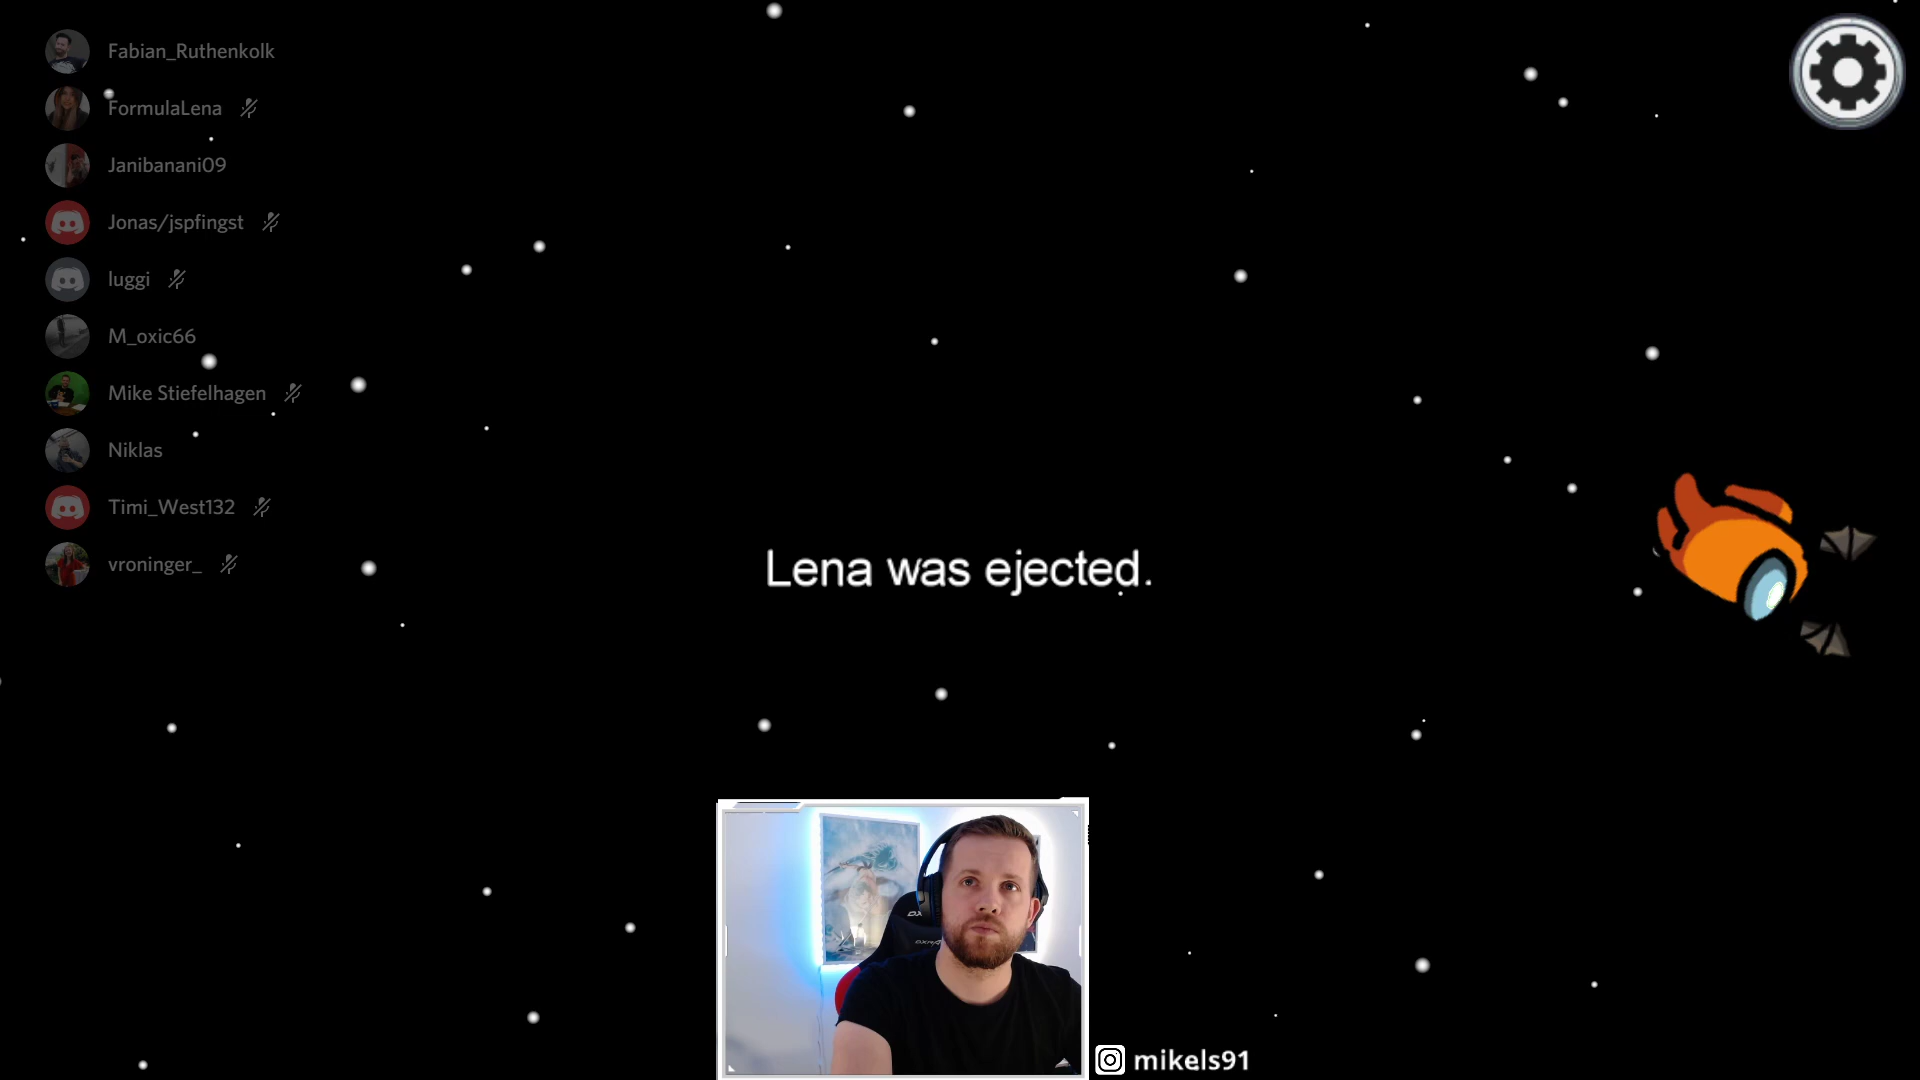 Fabian_Ruthenkolk
FormulaLena
Janibanani09
Jonas/jspfingst
luggi
M_oxic66
Mike Stiefelhagen
Niklas
Timi_West132
vroninger_
Lena was ejected.
mikels91